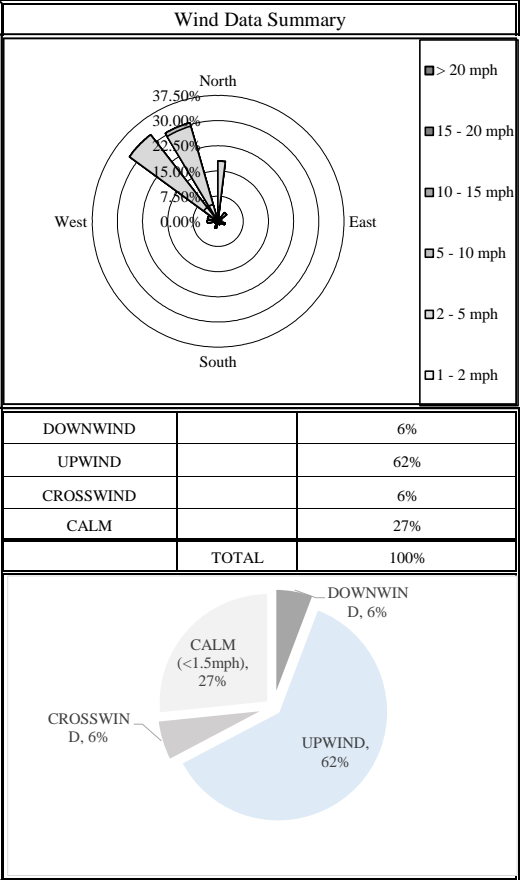 Wind Data Summary
North
37.50%
30.00%
22.50%
15.00%
7.50%
0.00%
West
East
South
> 20 mph
15 - 20 mph
10 - 15 mph
5 - 10 mph
2 - 5 mph
1 - 2 mph
DOWNWIND 6%
UPWIND 62%
CROSSWIND 6%
CALM 27%
TOTAL 100%
DOWNWIN
D, 6%
CALM
(<1.5mph),
27%
CROSSWIN
D, 6%
UPWIND,
62%